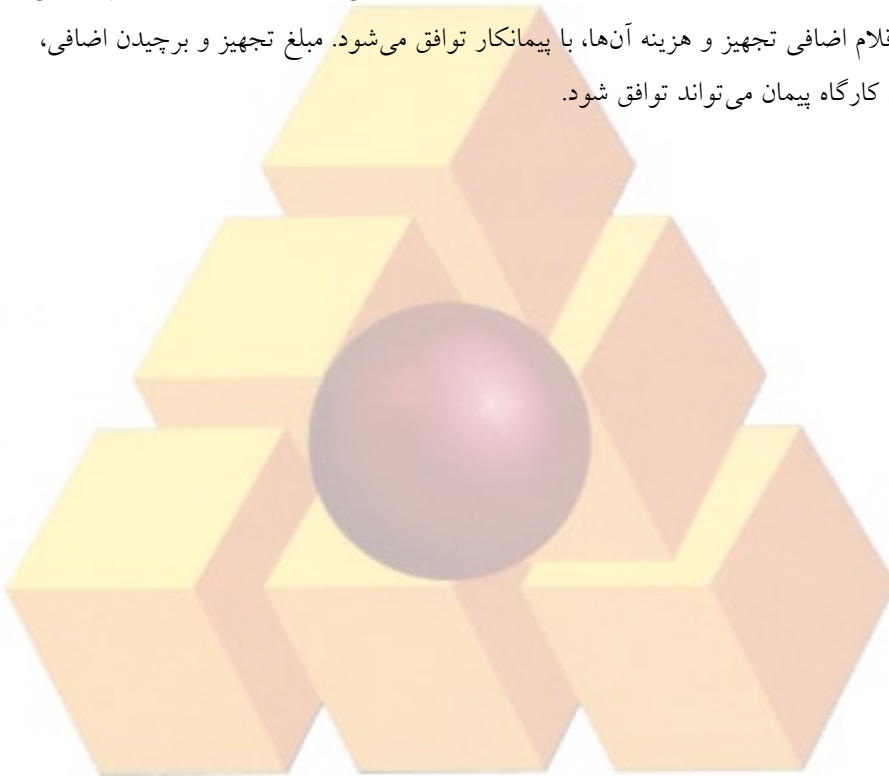 اضافی تجهیز و هزینه آن‌ها، با پیمانکار توافق می‌شود. مبلغ تجهیز و برچیدن اضافی،
کارگاه پیمان می‌تواند توافق شود.